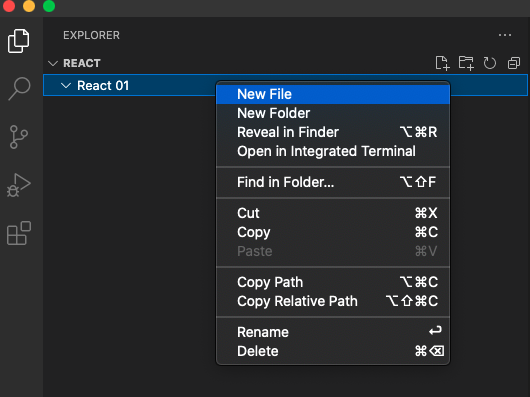 EXPLORER
REACT
React 01
New File
New Folder
Reveal in Finder ⌥⌘R
Open in Integrated Terminal
Find in Folder... ⌥⇧F
Cut ⌘X
Copy ⌘C
Paste ⌘V
Copy Path ⌥⌘C
Copy Relative Path ⌥⇧⌘C
Rename ↩
Delete ⌘⌫